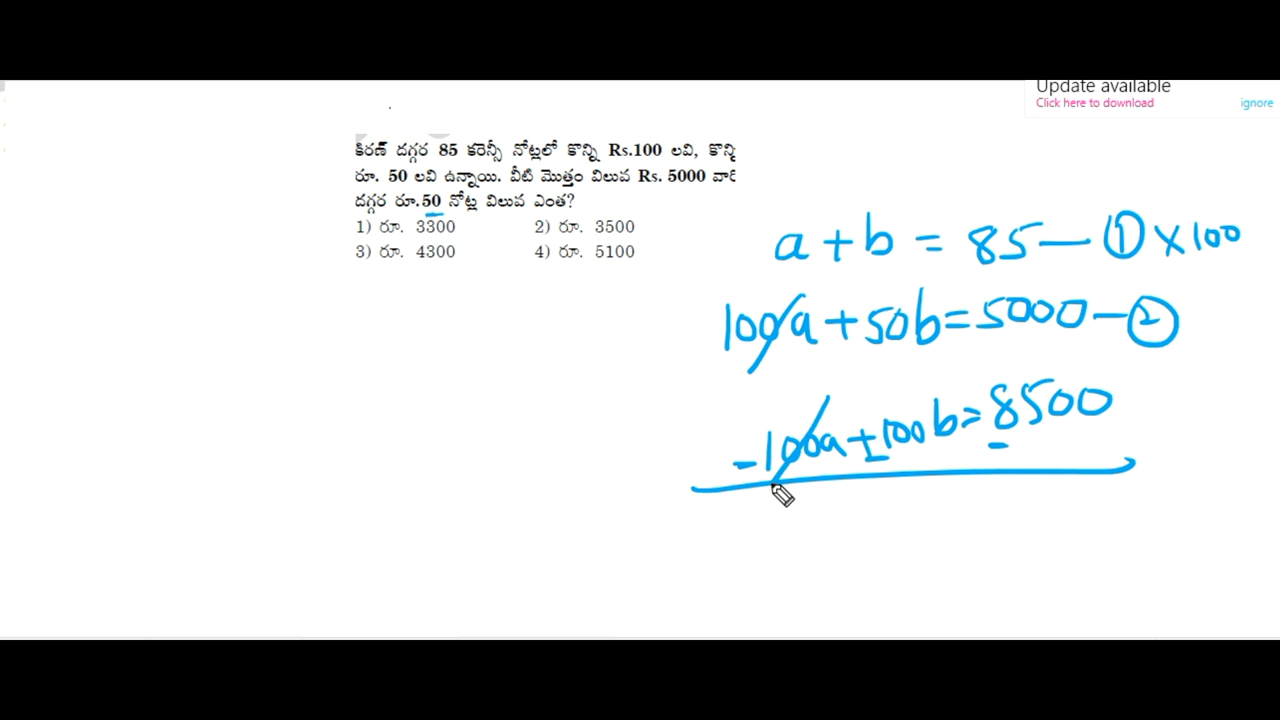 Update available
Click here to download ignore
కిరణ్ దగ్గర 85 కరెన్సీ నోట్లలో కొన్ని Rs.100 లవి, కొన్ని
రూ. 50 లవి ఉన్నాయి. వీటి మొత్తం విలువ Rs. 5000 వారి
దగ్గర రూ.50 నోట్ల విలువ ఎంత?
1) రూ. 3300 2) రూ. 3500
3) రూ. 4300 4) రూ. 5100
a + b = 85 — ① × 100
100a + 50b = 5000 — ②
- 100a ± 100b = 8500
-